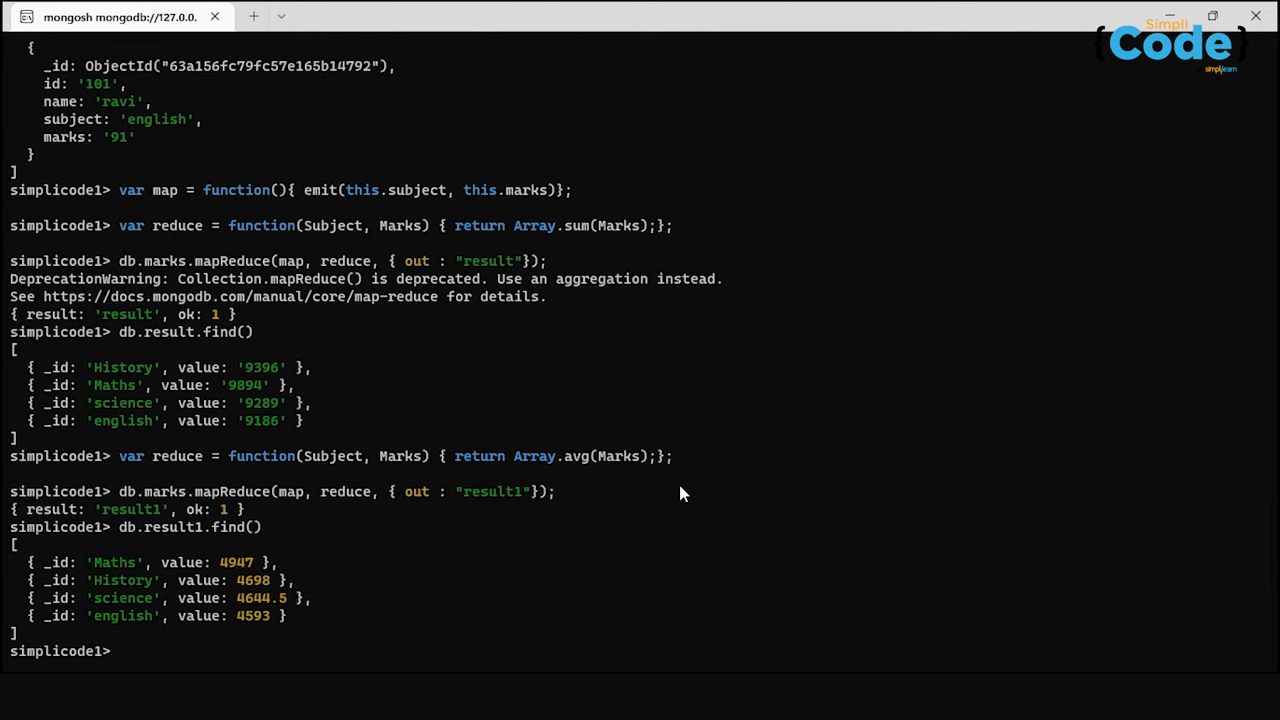 mongosh mongodb://127.0.0.
Simpli
{Code}
simplilearn
{
_id: ObjectId("63a156fc79fc57e165b14792"),
id: '101',
name: 'ravi',
subject: 'english',
marks: '91'
}
]
simplicode1> var map = function(){ emit(this.subject, this.marks)};
simplicode1> var reduce = function(Subject, Marks) { return Array.sum(Marks);};
simplicode1> db.marks.mapReduce(map, reduce, { out : "result"});
DeprecationWarning: Collection.mapReduce() is deprecated. Use an aggregation instead.
See https://docs.mongodb.com/manual/core/map-reduce for details.
{ result: 'result', ok: 1 }
simplicode1> db.result.find()
[
{ _id: 'History', value: '9396' },
{ _id: 'Maths', value: '9894' },
{ _id: 'science', value: '9289' },
{ _id: 'english', value: '9186' }
]
simplicode1> var reduce = function(Subject, Marks) { return Array.avg(Marks);};
simplicode1> db.marks.mapReduce(map, reduce, { out : "result1"});
{ result: 'result1', ok: 1 }
simplicode1> db.result1.find()
[
{ _id: 'Maths', value: 4947 },
{ _id: 'History', value: 4698 },
{ _id: 'science', value: 4644.5 },
{ _id: 'english', value: 4593 }
]
simplicode1>